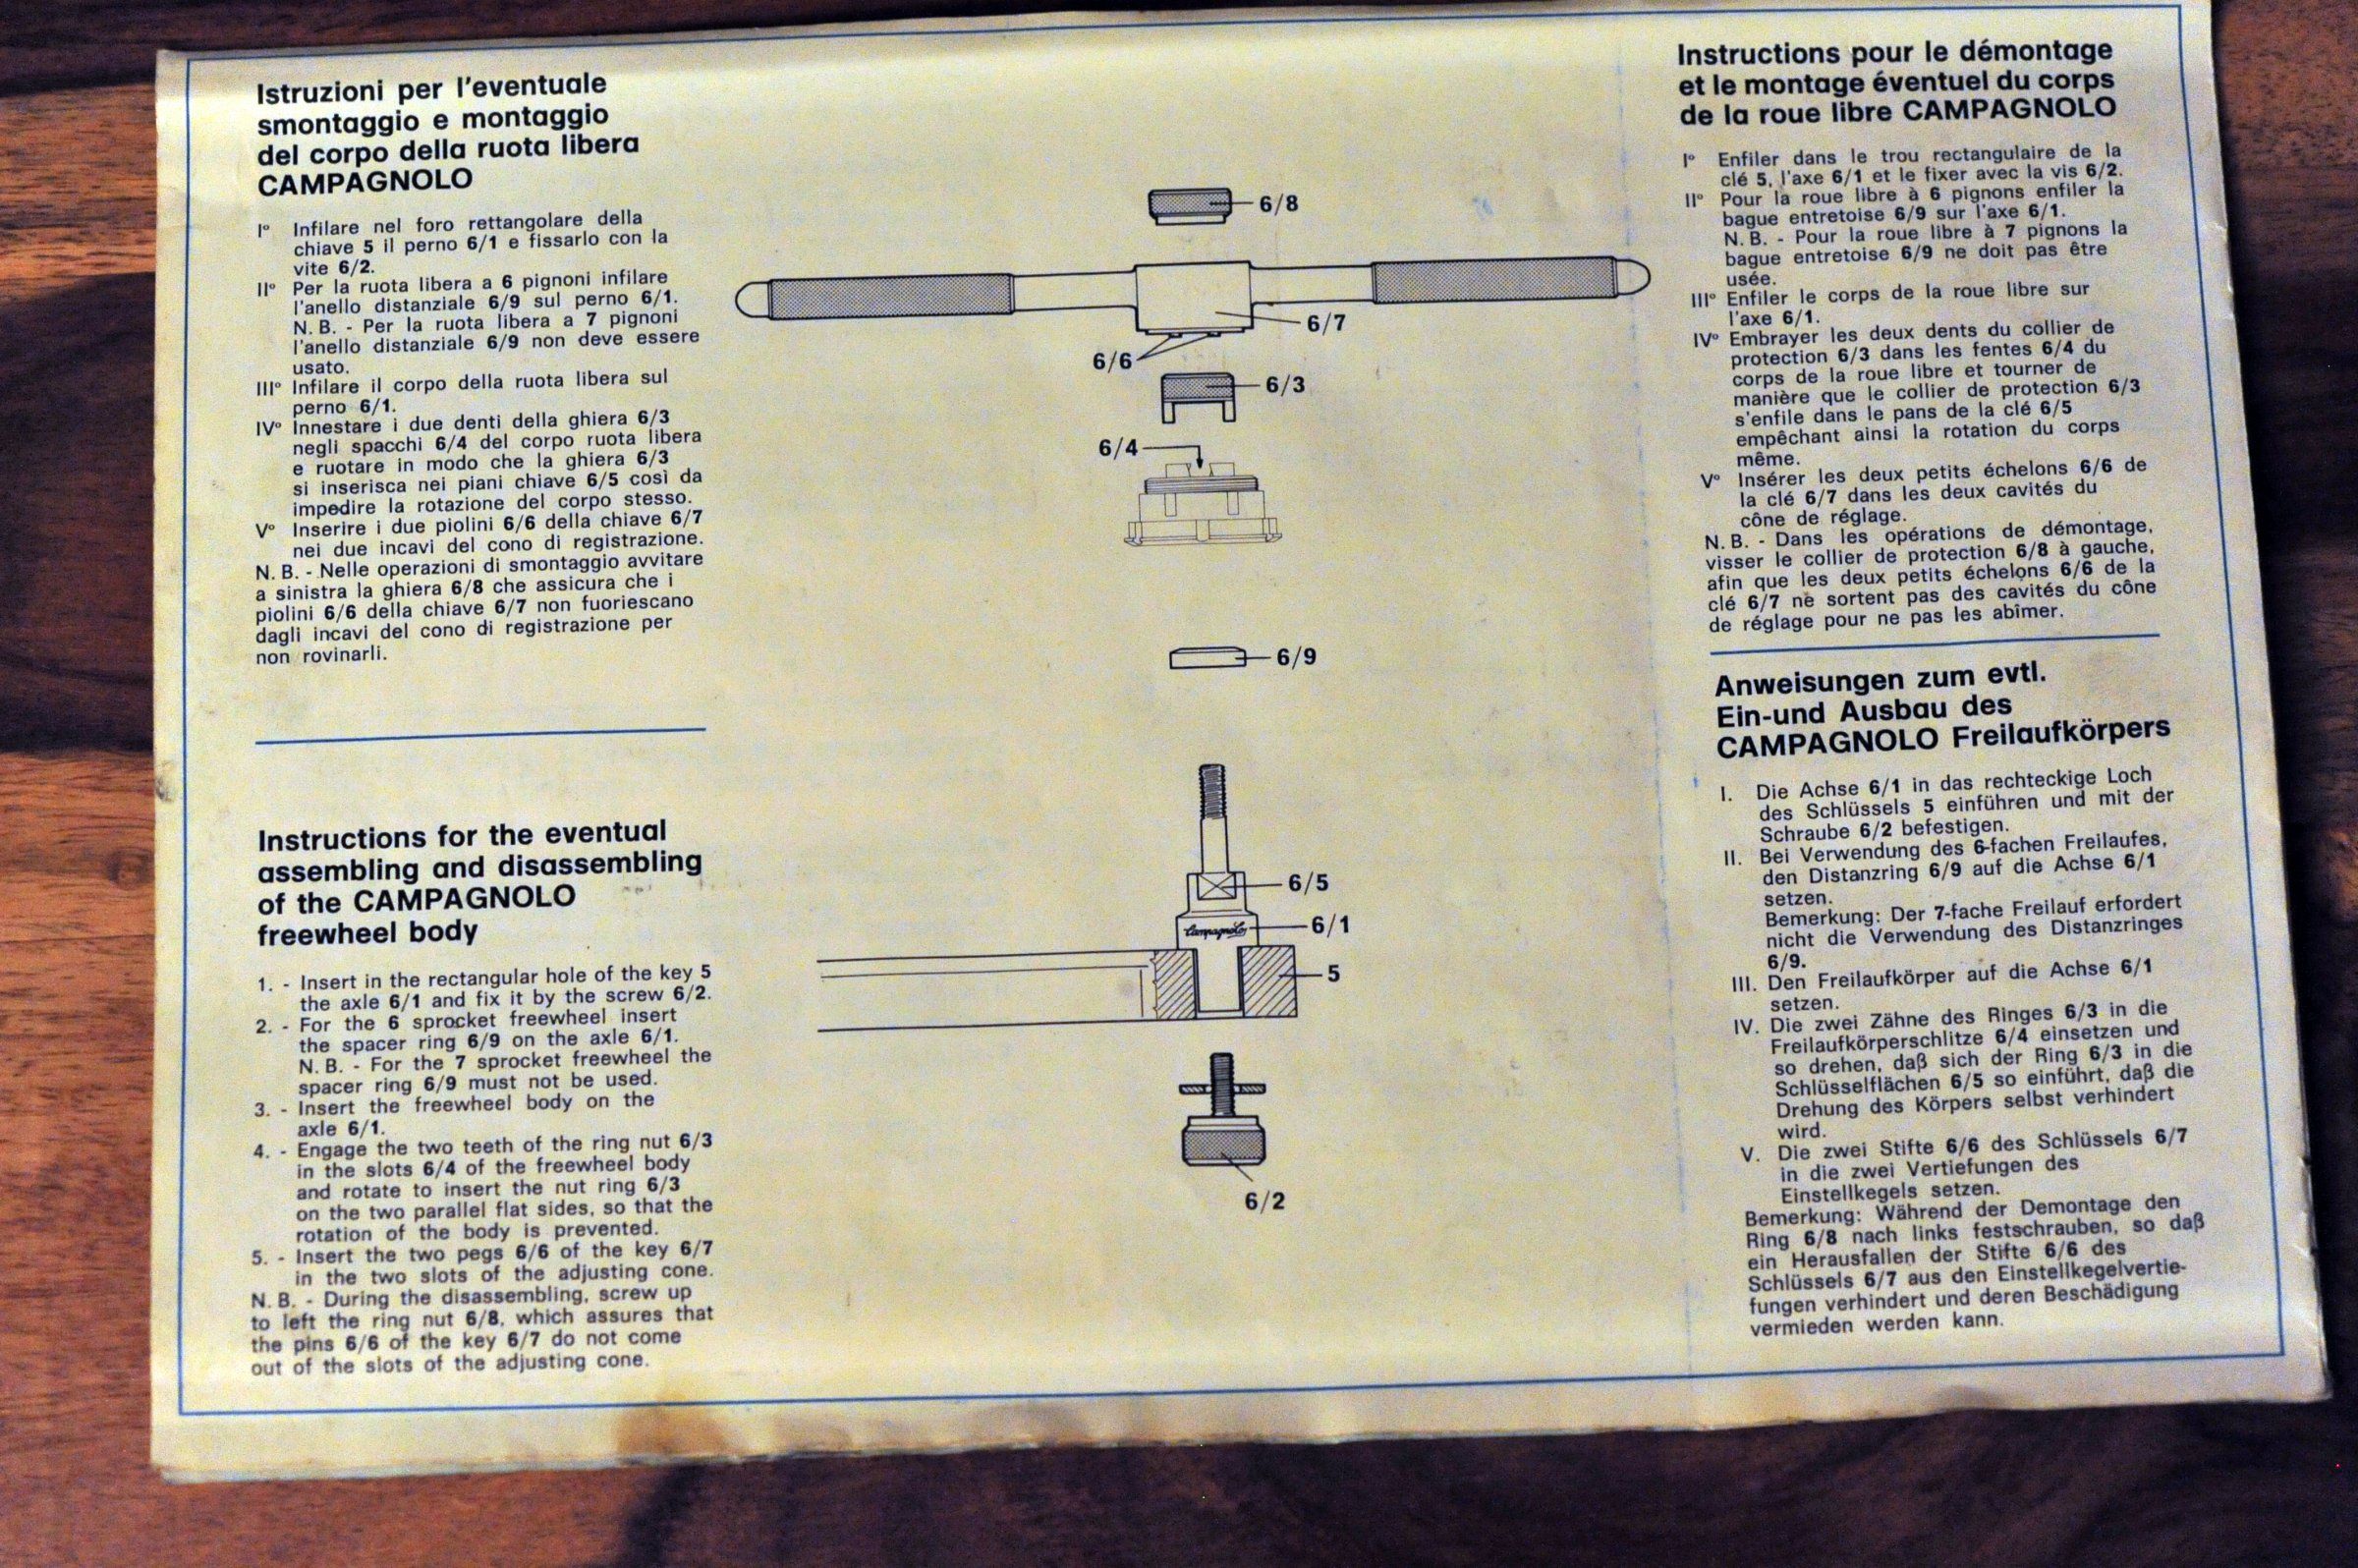 Istruzioni per l'eventuale
smontaggio e montaggio
del corpo della ruota libera
CAMPAGNOLO
I° Infilare nel foro rettangolare della
chiave 5 il perno 6/1 e fissarlo con la
vite 6/2.
II° Per la ruota libera a 6 pignoni infilare
l'anello distanziale 6/9 sul perno 6/1.
N.B. - Per la ruota libera a 7 pignoni
l'anello distanziale 6/9 non deve essere
usato.
III° Infilare il corpo della ruota libera sul
perno 6/1.
IV° Innestare i due denti della ghiera 6/3
negli spacchi 6/4 del corpo ruota libera
e ruotare in modo che la ghiera 6/3
si inserisca nei piani chiave 6/5 così da
impedire la rotazione del corpo stesso.
V° Inserire i due piolini 6/6 della chiave 6/7
nei due incavi del cono di registrazione.
N.B. - Nelle operazioni di smontaggio avvitare
a sinistra la ghiera 6/8 che assicura che i
piolini 6/6 della chiave 6/7 non fuoriescano
dagli incavi del cono di registrazione per
non rovinarli.
Instructions for the eventual
assembling and disassembling
of the CAMPAGNOLO
freewheel body
1. - Insert in the rectangular hole of the key 5
the axle 6/1 and fix it by the screw 6/2.
2. - For the 6 sprocket freewheel insert
the spacer ring 6/9 on the axle 6/1.
N.B. - For the 7 sprocket freewheel the
spacer ring 6/9 must not be used.
3. - Insert the freewheel body on the
axle 6/1.
4. - Engage the two teeth of the ring nut 6/3
in the slots 6/4 of the freewheel body
and rotate to insert the nut ring 6/3
on the two parallel flat sides, so that the
rotation of the body is prevented.
5. - Insert the two pegs 6/6 of the key 6/7
in the two slots of the adjusting cone.
N.B. - During the disassembling, screw up
to left the ring nut 6/8, which assures that
the pins 6/6 of the key 6/7 do not come
out of the slots of the adjusting cone.
6/8
6/7
6/6
6/3
6/4
6/9
6/5
6/1
Campagnolo
5
6/2
Instructions pour le démontage
et le montage éventuel du corps
de la roue libre CAMPAGNOLO
I° Enfiler dans le trou rectangulaire de la
clé 5, l'axe 6/1 et le fixer avec la vis 6/2.
II° Pour la roue libre à 6 pignons enfiler la
bague entretoise 6/9 sur l'axe 6/1.
N.B. - Pour la roue libre à 7 pignons la
bague entretoise 6/9 ne doit pas être
usée.
III° Enfiler le corps de la roue libre sur
l'axe 6/1.
IV° Embrayer les deux dents du collier de
protection 6/3 dans les fentes 6/4 du
corps de la roue libre et tourner de
manière que le collier de protection 6/3
s'enfile dans le pans de la clé 6/5
empêchant ainsi la rotation du corps
même.
V° Insérer les deux petits échelons 6/6 de
la clé 6/7 dans les deux cavités du
cône de réglage.
N.B. - Dans les opérations de démontage,
visser le collier de protection 6/8 à gauche,
afin que les deux petits échelons 6/6 de la
clé 6/7 ne sortent pas des cavités du cône
de réglage pour ne pas les abîmer.
Anweisungen zum evtl.
Ein-und Ausbau des
CAMPAGNOLO Freilaufkörpers
I. Die Achse 6/1 in das rechteckige Loch
des Schlüssels 5 einführen und mit der
Schraube 6/2 befestigen.
II. Bei Verwendung des 6-fachen Freilaufes,
den Distanzring 6/9 auf die Achse 6/1
setzen.
Bemerkung: Der 7-fache Freilauf erfordert
nicht die Verwendung des Distanzringes
6/9.
III. Den Freilaufkörper auf die Achse 6/1
setzen.
IV. Die zwei Zähne des Ringes 6/3 in die
Freilaufkörperschlitze 6/4 einsetzen und
so drehen, daß sich der Ring 6/3 in die
Schlüsselflächen 6/5 so einführt, daß die
Drehung des Körpers selbst verhindert
wird.
V. Die zwei Stifte 6/6 des Schlüssels 6/7
in die zwei Vertiefungen des
Einstellkegels setzen.
Bemerkung: Während der Demontage den
Ring 6/8 nach links festschrauben, so daß
ein Herausfallen der Stifte 6/6 des
Schlüssels 6/7 aus den Einstellkegelvertie-
fungen verhindert und deren Beschädigung
vermieden werden kann.